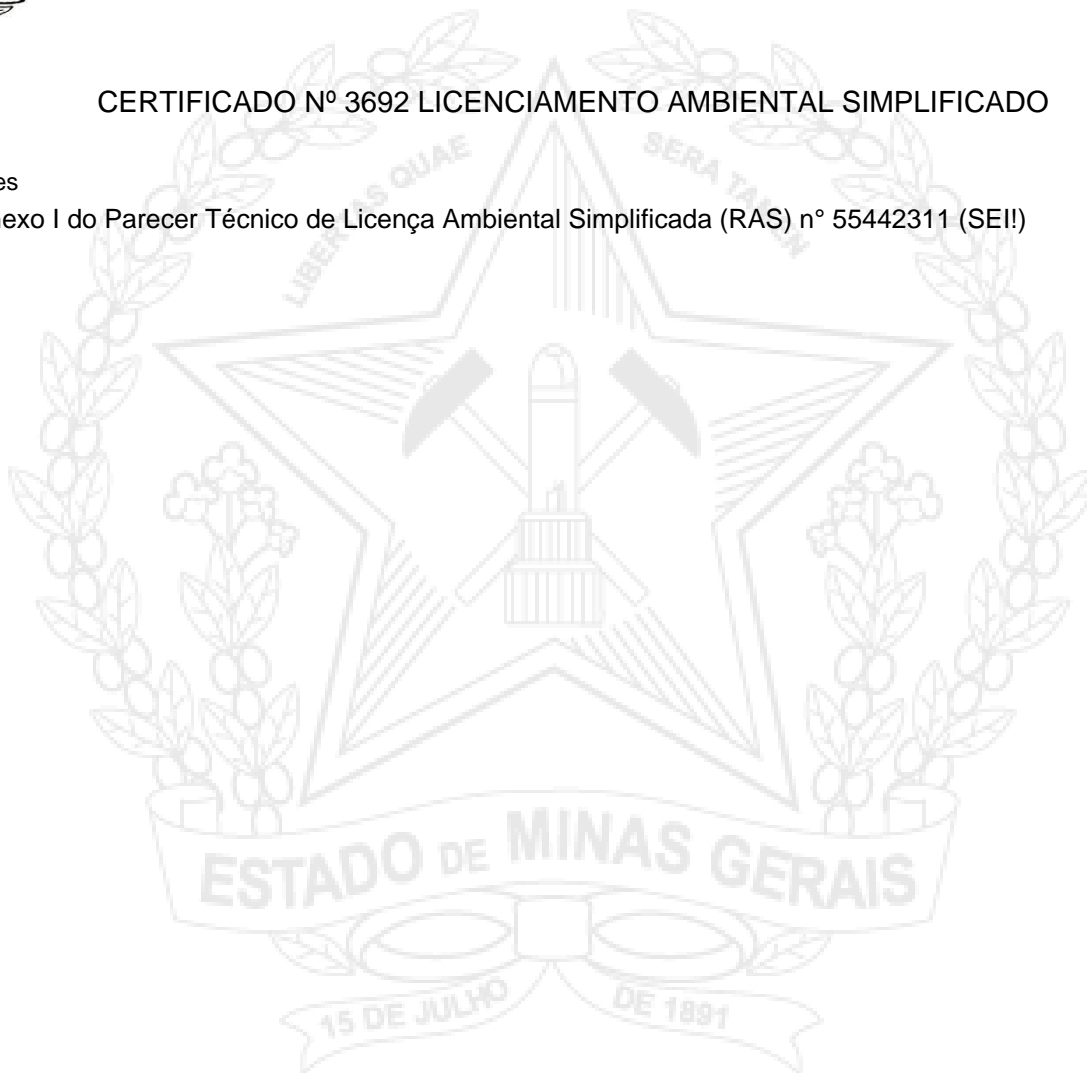 CERTIFICADO Nº 3692 LICENCIAMENTO AMBIENTAL SIMPLIFICADO
es
exo I do Parecer Técnico de Licença Ambiental Simplificada (RAS) n° 55442311 (SEI!)
LIBERTAS QUAE SERA TAMEN
ESTADO DE MINAS GERAIS
15 DE JULHO DE 1891